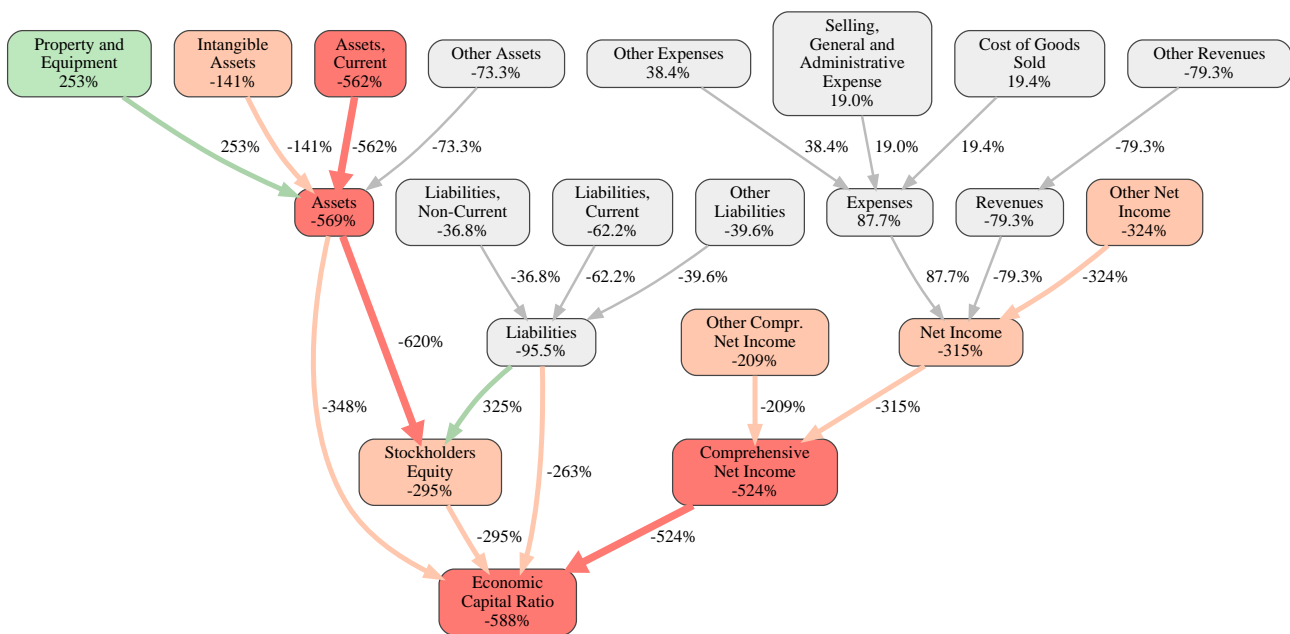 Property and
Equipment
253%
Intangible
Assets
-141%
Assets,
Current
-562%
Other Assets
-73.3%
Other Expenses
38.4%
Selling,
General and
Administrative
Expense
19.0%
Cost of Goods
Sold
19.4%
Other Revenues
-79.3%
253%
-141%
-562%
-73.3%
38.4%
19.0%
19.4%
-79.3%
Assets
-569%
Liabilities,
Non-Current
-36.8%
Liabilities,
Current
-62.2%
Other
Liabilities
-39.6%
Expenses
87.7%
Revenues
-79.3%
Other Net
Income
-324%
-36.8%
-62.2%
-39.6%
87.7%
-79.3%
-324%
-620%
Liabilities
-95.5%
Other Compr.
Net Income
-209%
Net Income
-315%
-348%
325%
-209%
-315%
Stockholders
Equity
-295%
-263%
Comprehensive
Net Income
-524%
-295%
-524%
Economic
Capital Ratio
-588%